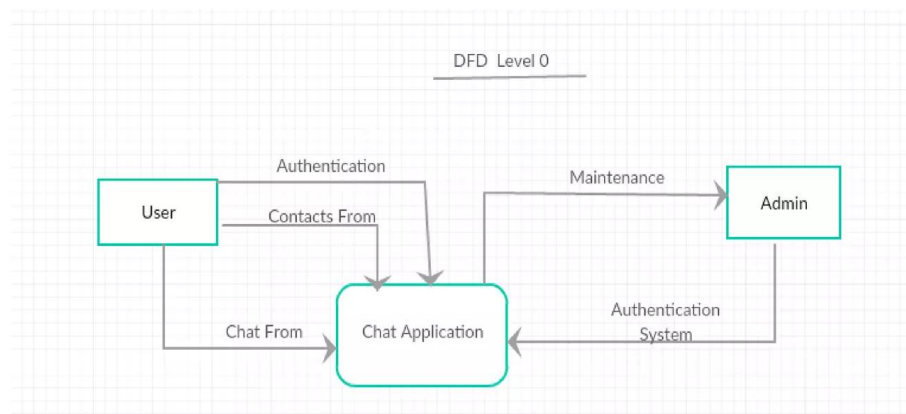 DFD Level 0
Authentication
Maintenance
User
Contacts From
Admin
Chat From
Chat Application
Authentication
System